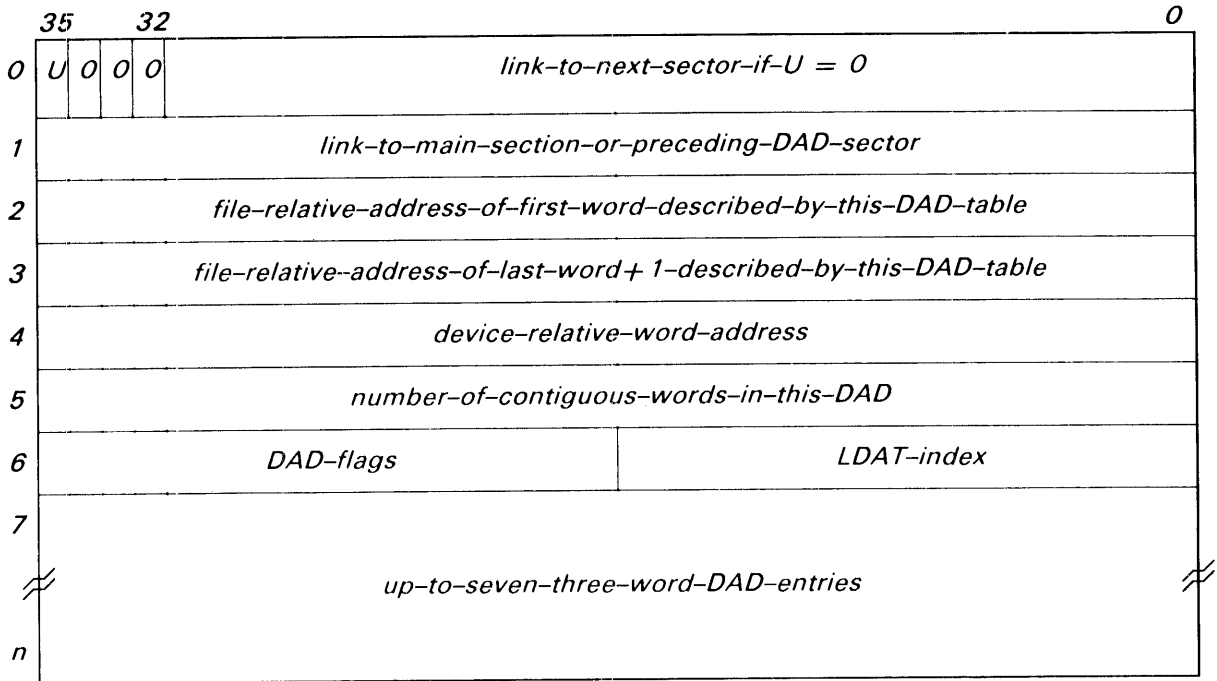 35 32 0
0 U 0 0 0 link–to–next–sector–if–U = 0
1 link–to–main–section–or–preceding–DAD–sector
2 file–relative–address–of–first–word–described–by–this–DAD–table
3 file–relative–address–of–last–word+1–described–by–this–DAD–table
4 device–relative–word–address
5 number–of–contiguous–words–in–this–DAD
6 DAD–flags LDAT–index
7
up–to–seven–three–word–DAD–entries
n